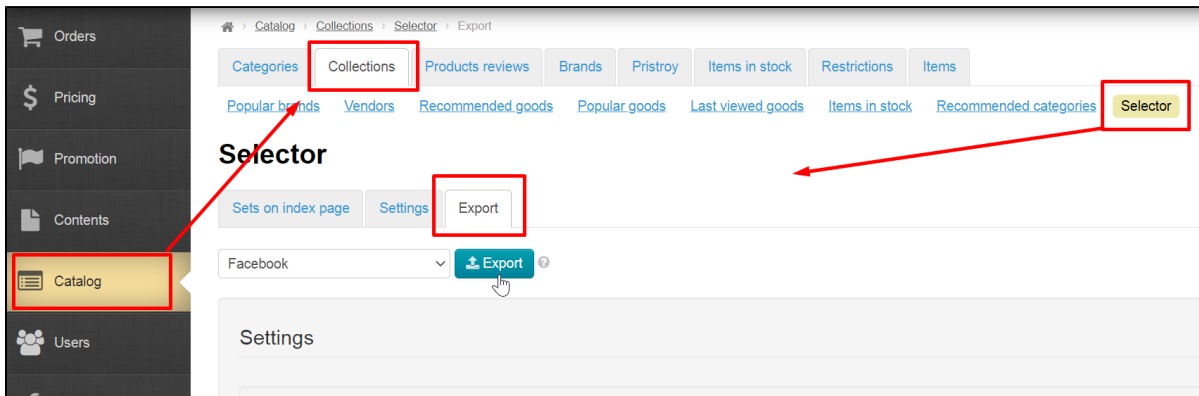 Orders
Pricing
Promotion
Contents
Catalog
Users
› Catalog › Collections › Selector › Export
Categories Collections Products reviews Brands Pristroy Items in stock Restrictions Items
Popular brands Vendors Recommended goods Popular goods Last viewed goods Items in stock Recommended categories Selector
Selector
Sets on index page Settings Export
Facebook Export ?
Settings